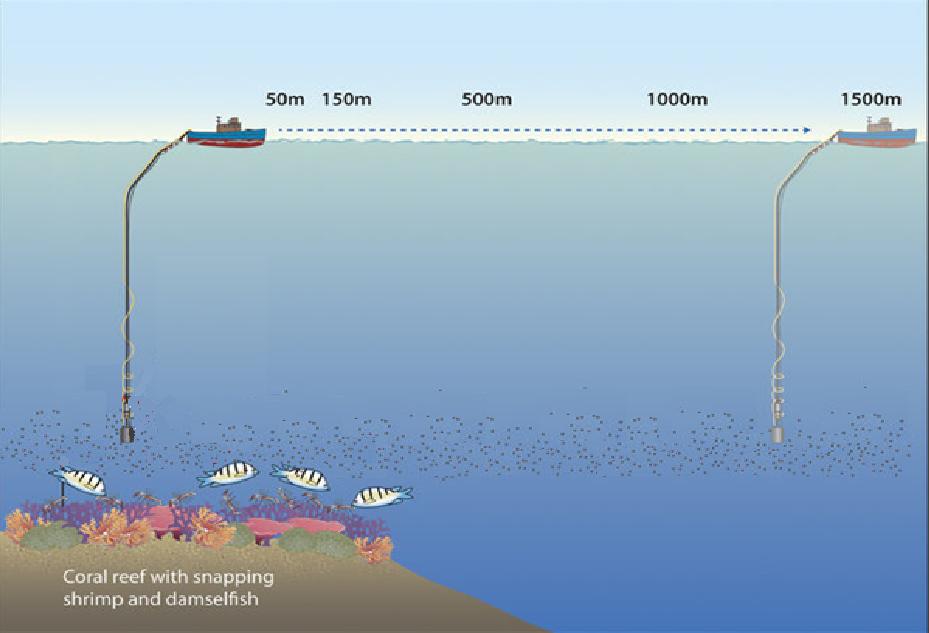 50m 150m 500m 1000m 1500m
Coral reef with snapping
shrimp and damselfish